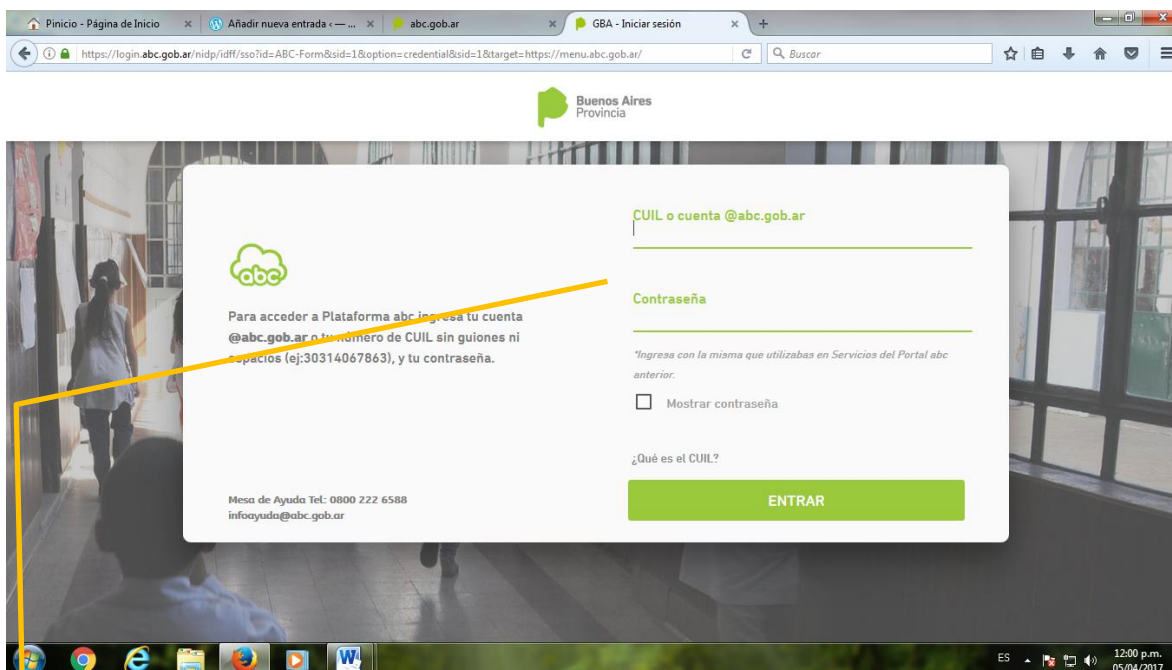 Pinicio - Página de Inicio
Añadir nueva entrada ‹ — ...
abc.gob.ar
GBA - Iniciar sesión
https://login.abc.gob.ar/nidp/idff/sso?id=ABC-Form&sid=1&option=credential&sid=1&target=https://menu.abc.gob.ar/
Buscar
Buenos Aires
Provincia
abc
Para acceder a Plataforma abc ingresa tu cuenta
@abc.gob.ar o tu número de CUIL sin guiones ni
espacios (ej:30314067863), y tu contraseña.
Mesa de Ayuda Tel: 0800 222 6588
infoayuda@abc.gob.ar
CUIL o cuenta @abc.gob.ar
Contraseña
*Ingresa con la misma que utilizabas en Servicios del Portal abc
anterior.
Mostrar contraseña
¿Qué es el CUIL?
ENTRAR
ES
12:00 p.m.